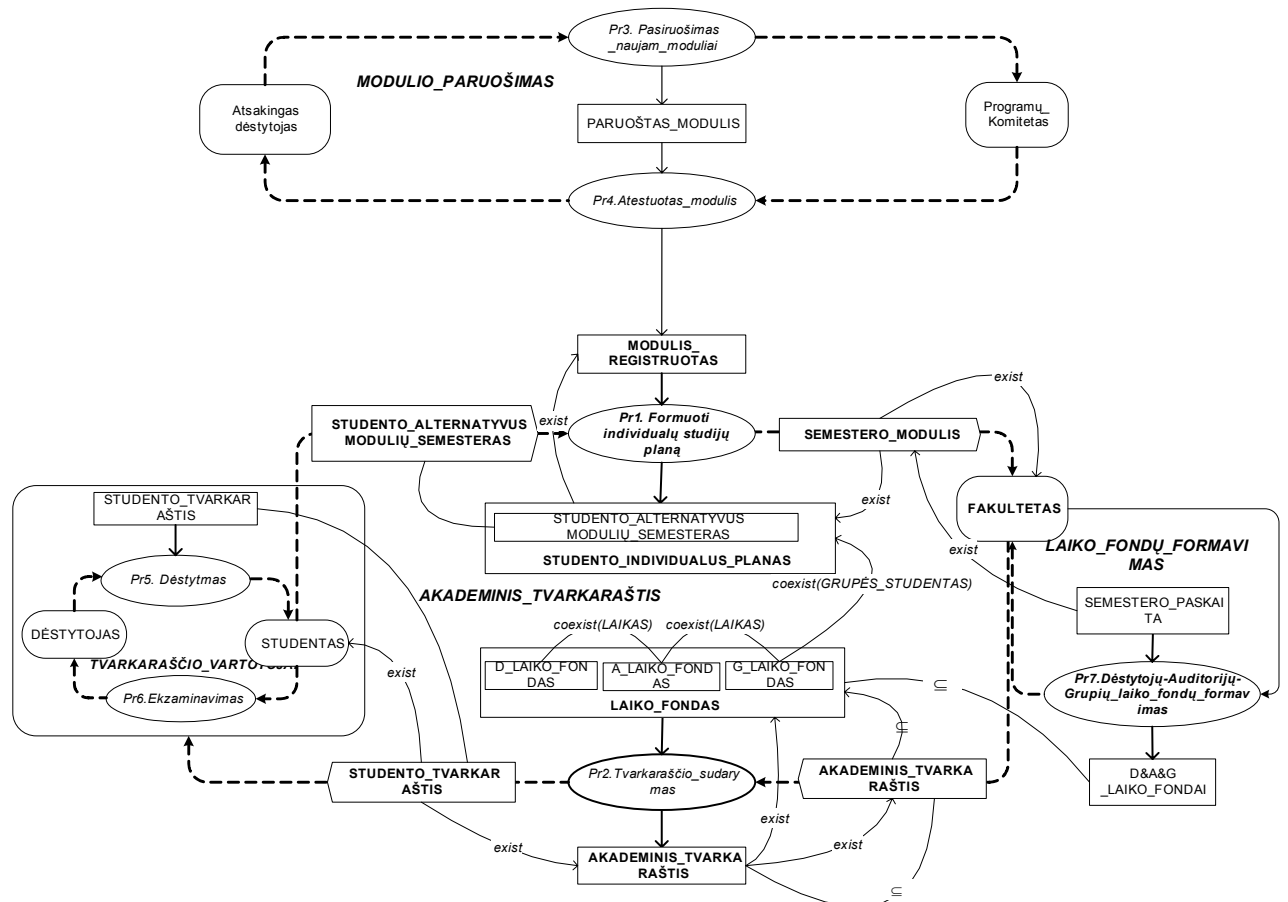 Pr3. Pasiruošimas
_naujam_moduliai
MODULIO_PARUOŠIMAS
Atsakingas
dėstytojas
PARUOŠTAS_MODULIS
Programų_
Komitetas
Pr4.Atestuotas_modulis
MODULIS_
REGISTRUOTAS
exist
exist
STUDENTO_ALTERNATYVUS
MODULIŲ_SEMESTERAS
Pr1. Formuoti
individualų studijų
planą
SEMESTERO_MODULIS
STUDENTO_TVARKAR
AŠTIS
STUDENTO_ALTERNATYVUS
MODULIŲ_SEMESTERAS
STUDENTO_INDIVIDUALUS_PLANAS
exist
FAKULTETAS
exist
LAIKO_FONDŲ_FORMAVI
MAS
Pr5. Dėstytmas
AKADEMINIS_TVARKARAŠTIS
coexist(GRUPĖS_STUDENTAS)
SEMESTERO_PASKAI
TA
DĖSTYTOJAS
STUDENTAS
coexist(LAIKAS)
coexist(LAIKAS)
TVARKARAŠČIO_VARTOTOJAI
exist
D_LAIKO_FON
DAS
A_LAIKO_FOND
AS
G_LAIKO_FON
DAS
LAIKO_FONDAS
⊆
Pr6.Ekzaminavimas
Pr7.Dėstytojų-Auditorijų-
Grupių_laiko_fondų_formav
imas
⊆
STUDENTO_TVARKAR
AŠTIS
Pr2.Tvarkaraščio_sudary
mas
AKADEMINIS_TVARKA
RAŠTIS
D&A&G
_LAIKO_FONDAI
exist
exist
exist
AKADEMINIS_TVARKA
RAŠTIS
⊆